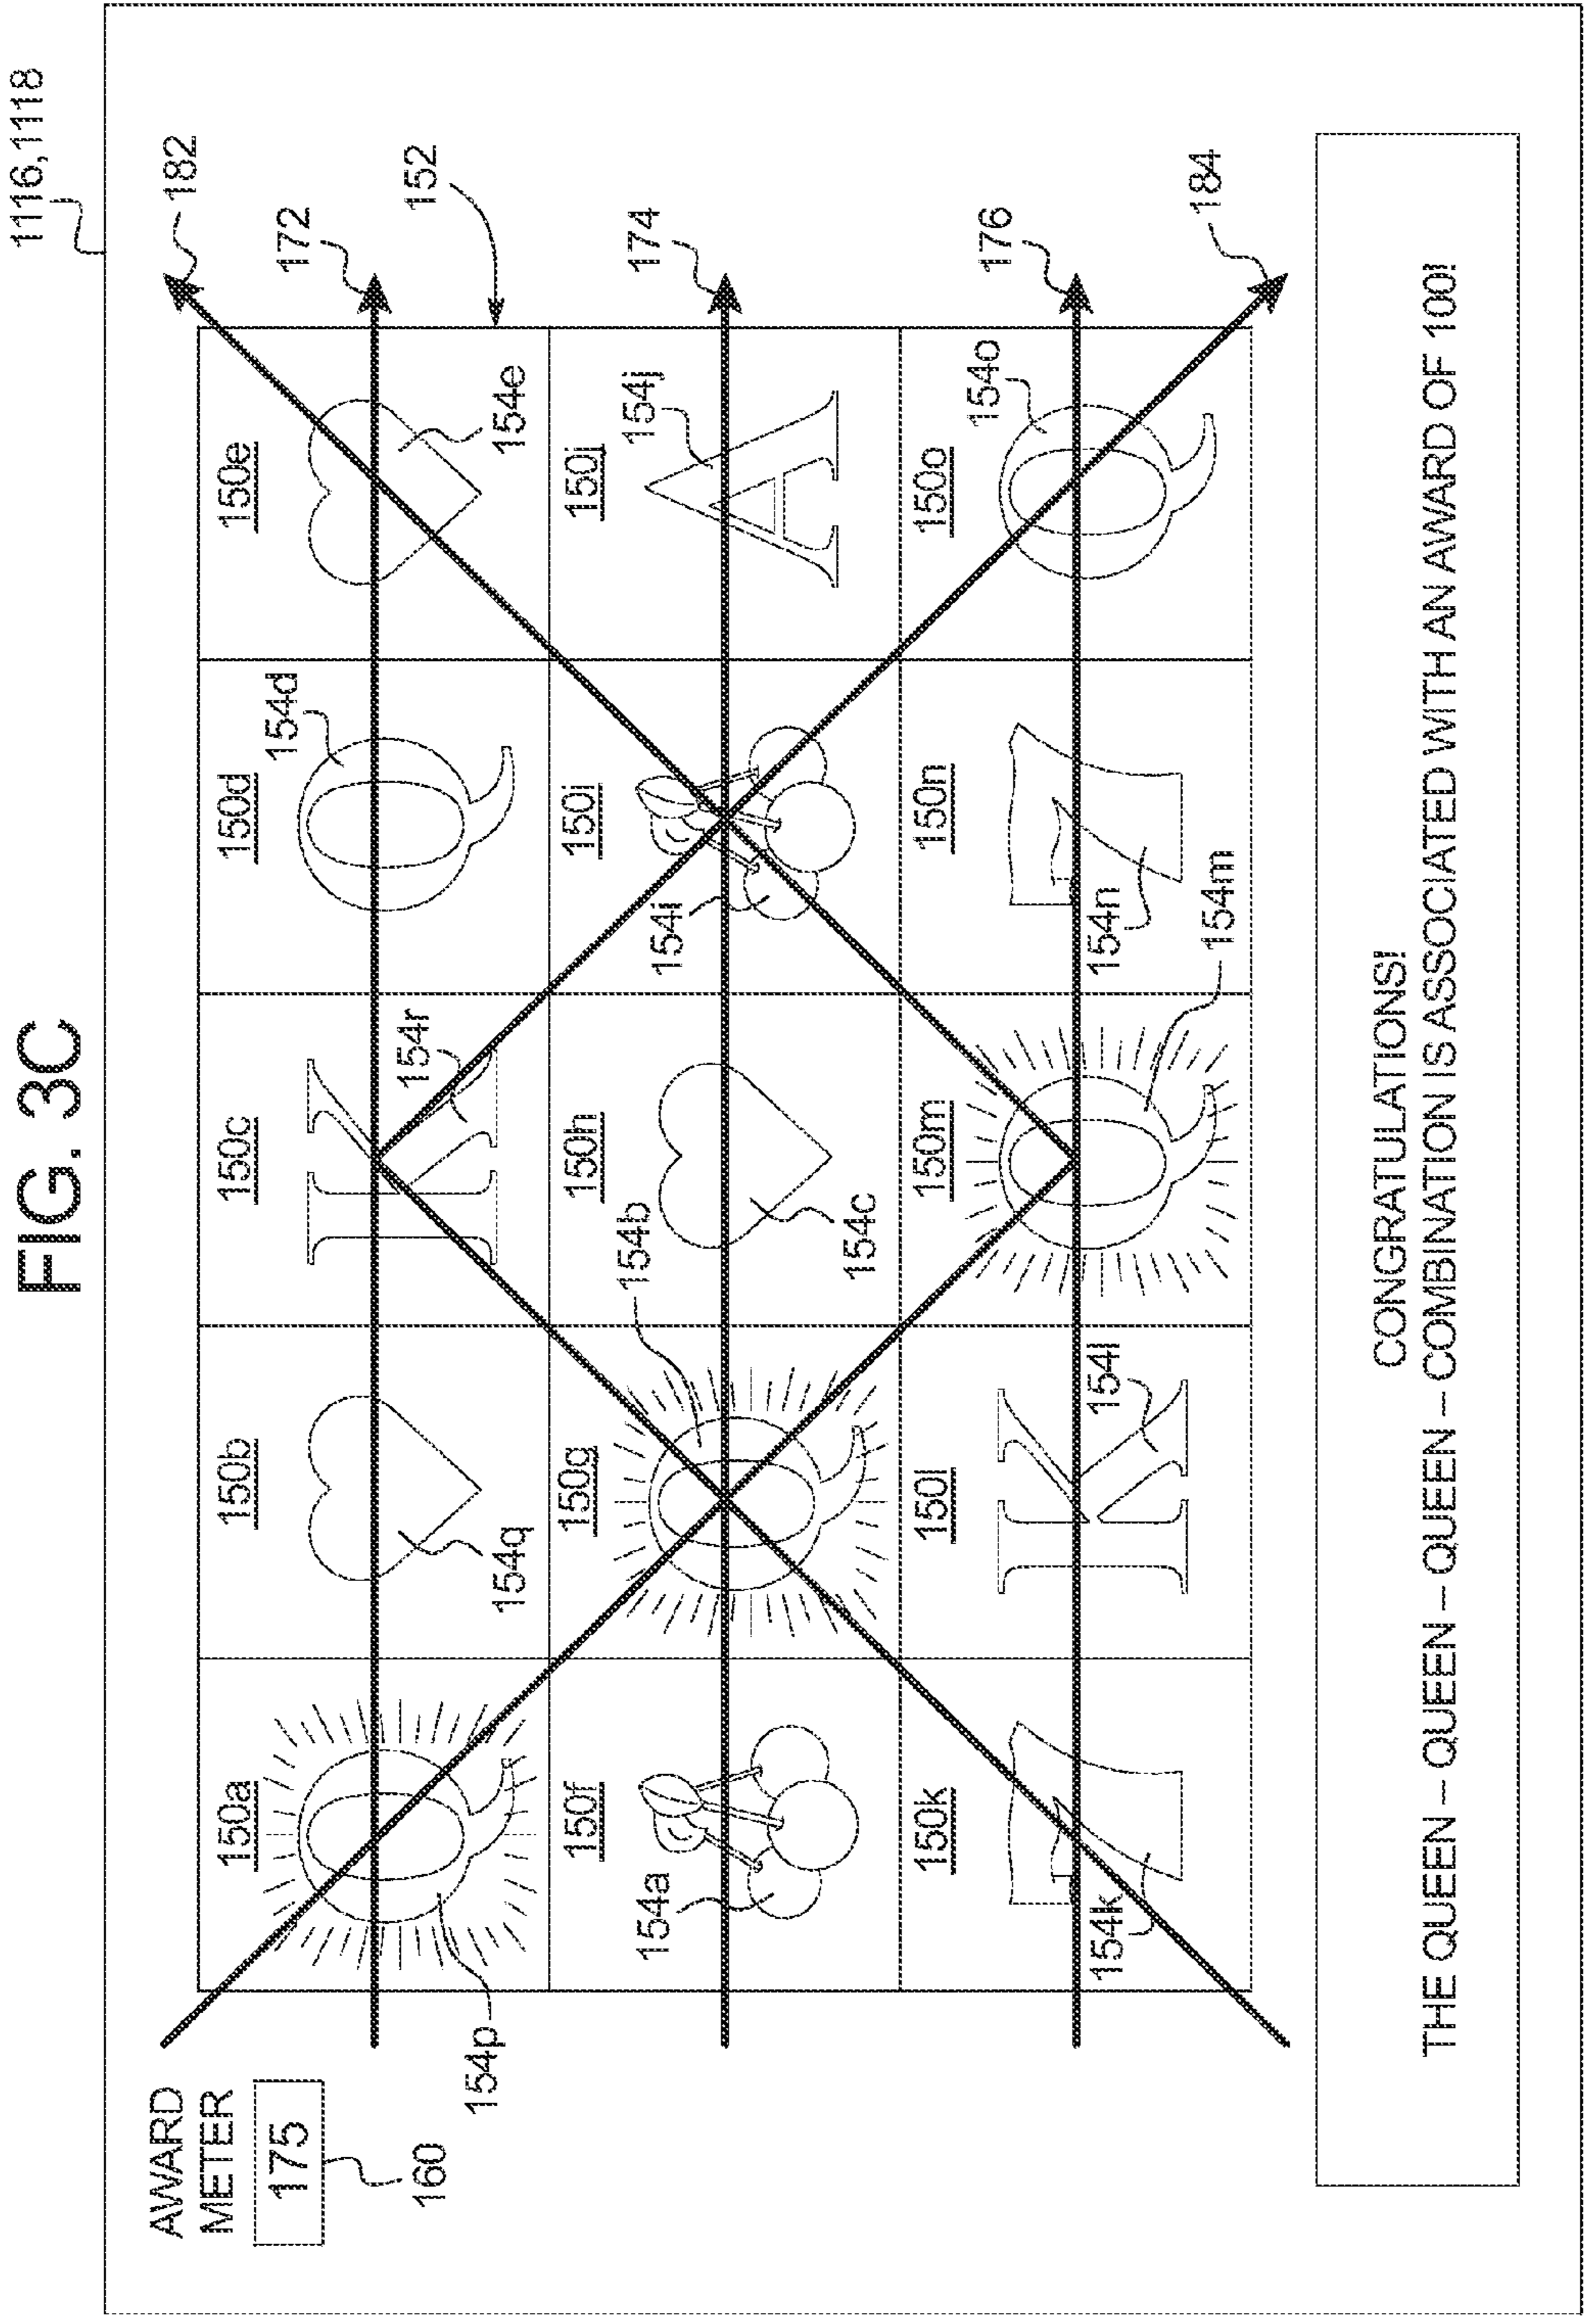 FIG. 3C
1116,1118
AWARD
METER
175
160
182
172
152
174
176
184
150a
150b
150c
150d
150e
154p
154q
154r
154d
154e
K
Q
Q
150f
150g
150h
150i
150j
154a
154b
154c
154i
154j
Q
A
150k
150l
150m
150n
150o
154k
154l
154m
154n
154o
7
K
Q
7
Q
CONGRATULATIONS!
THE QUEEN – QUEEN – QUEEN – COMBINATION IS ASSOCIATED WITH AN AWARD OF 100!